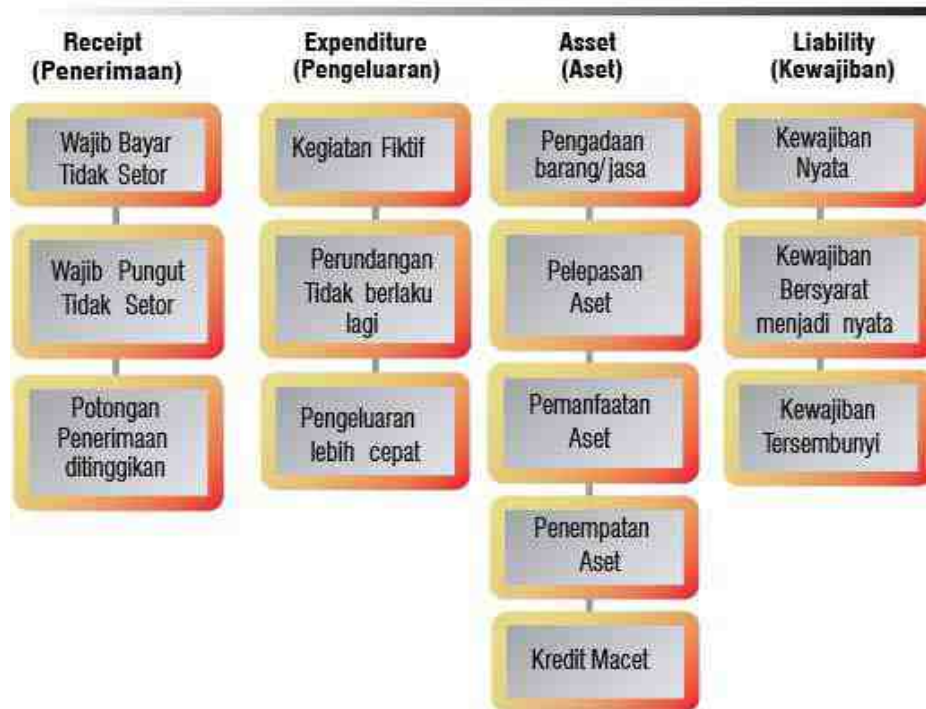 Receipt
(Penerimaan)
Wajib Bayar
Tidak Setor
Wajib Pungut
Tidak Setor
Potongan
Penerimaan
ditinggikan
Expenditure
(Pengeluaran)
Kegiatan Fiktif
Perundangan
Tidak berlaku
lagi
Pengeluaran
lebih cepat
Asset
(Aset)
Pengadaan
barang/jasa
Pelepasan
Aset
Pemanfaatan
Aset
Penempatan
Aset
Kredit Macet
Liability
(Kewajiban)
Kewajiban
Nyata
Kewajiban
Bersyarat
menjadi nyata
Kewajiban
Tersembunyi